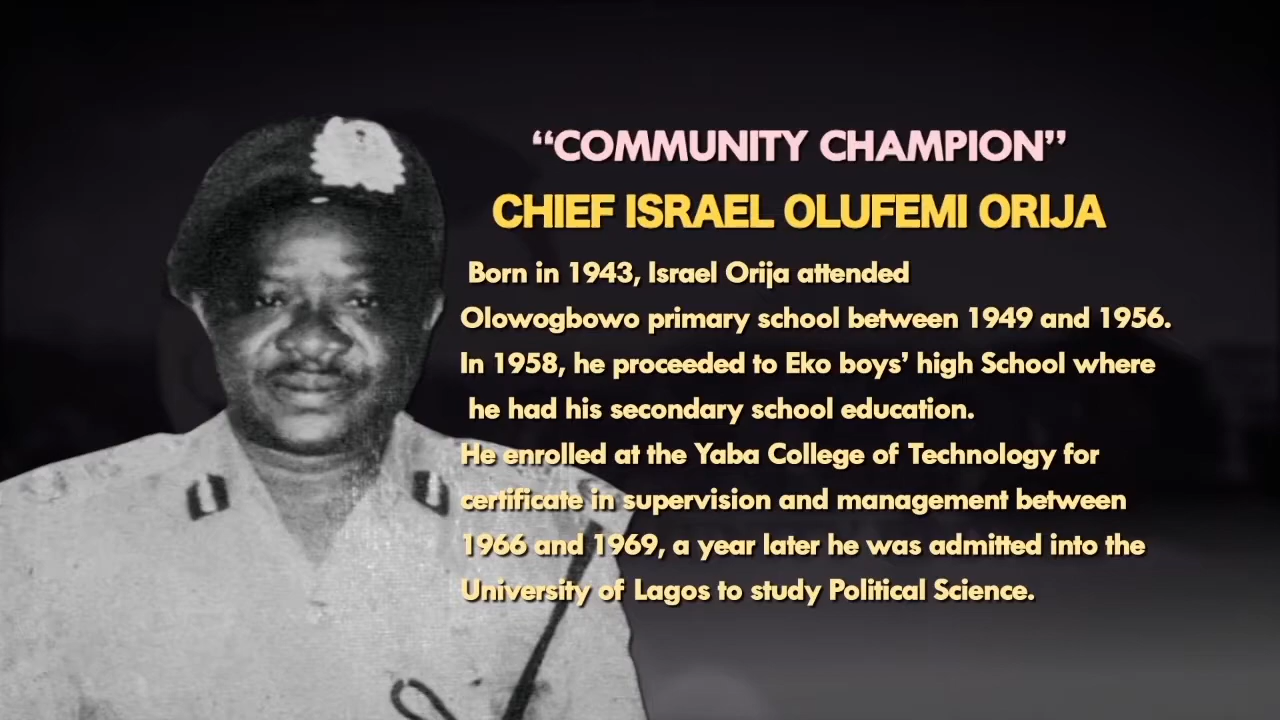 “COMMUNITY CHAMPION”
CHIEF ISRAEL OLUFEMI ORIJA
Born in 1943, Israel Orija attended
Olowogbowo primary school between 1949 and 1956.
In 1958, he proceeded to Eko boys’ high School where
he had his secondary school education.
He enrolled at the Yaba College of Technology for
certificate in supervision and management between
1966 and 1969, a year later he was admitted into the
University of Lagos to study Political Science.